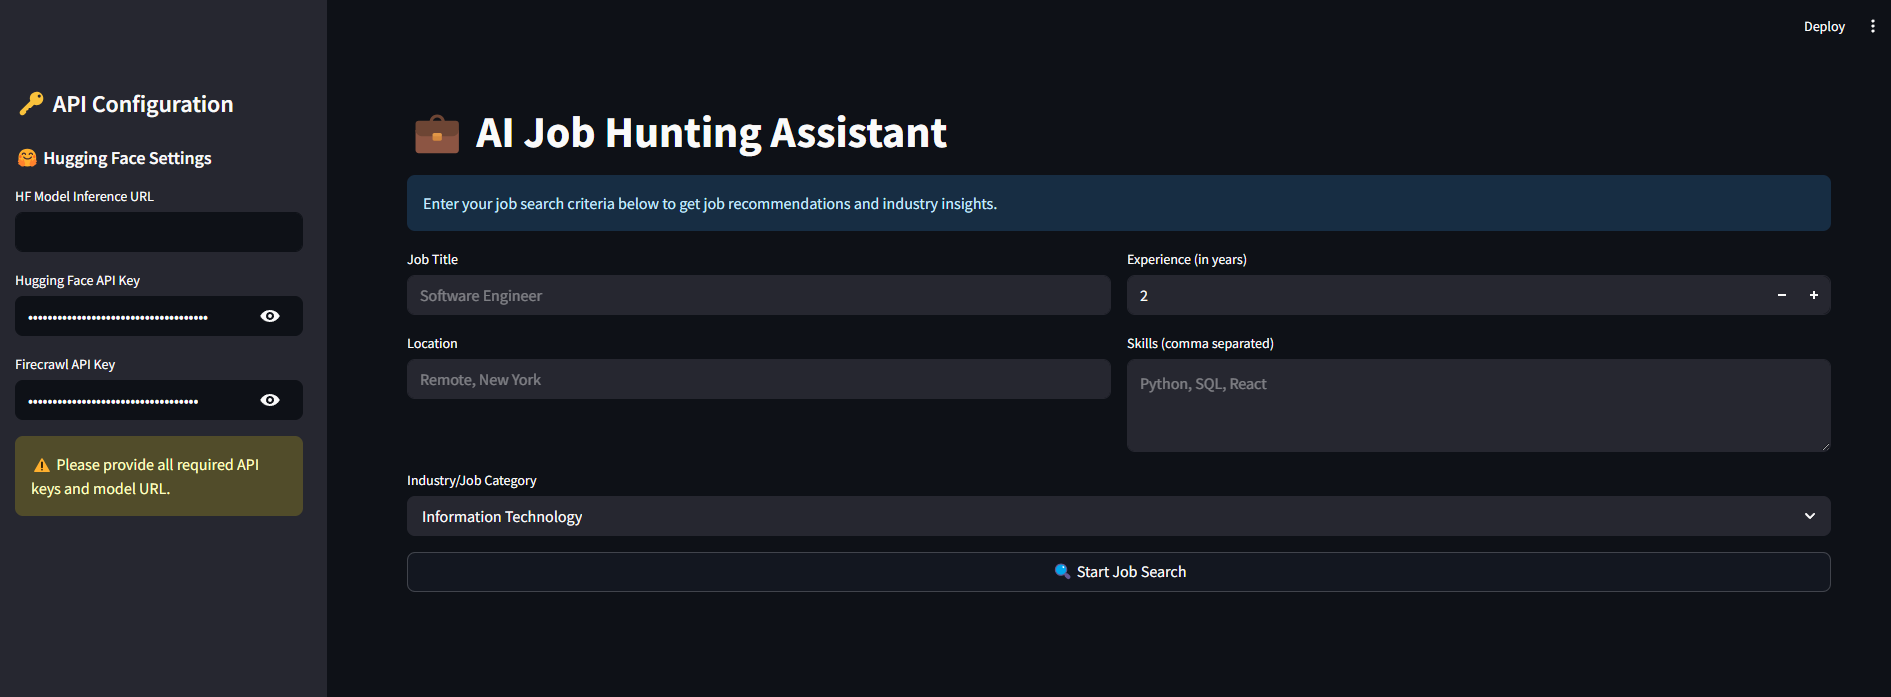 Deploy
API Configuration
Hugging Face Settings
HF Model Inference URL
Hugging Face API Key
••••••••••••••••••••••••••••••••••••
Firecrawl API Key
••••••••••••••••••••••••••••••••••
Please provide all required API
keys and model URL.
AI Job Hunting Assistant
Enter your job search criteria below to get job recommendations and industry insights.
Job Title
Software Engineer
Experience (in years)
2
Location
Remote, New York
Skills (comma separated)
Python, SQL, React
Industry/Job Category
Information Technology
Start Job Search